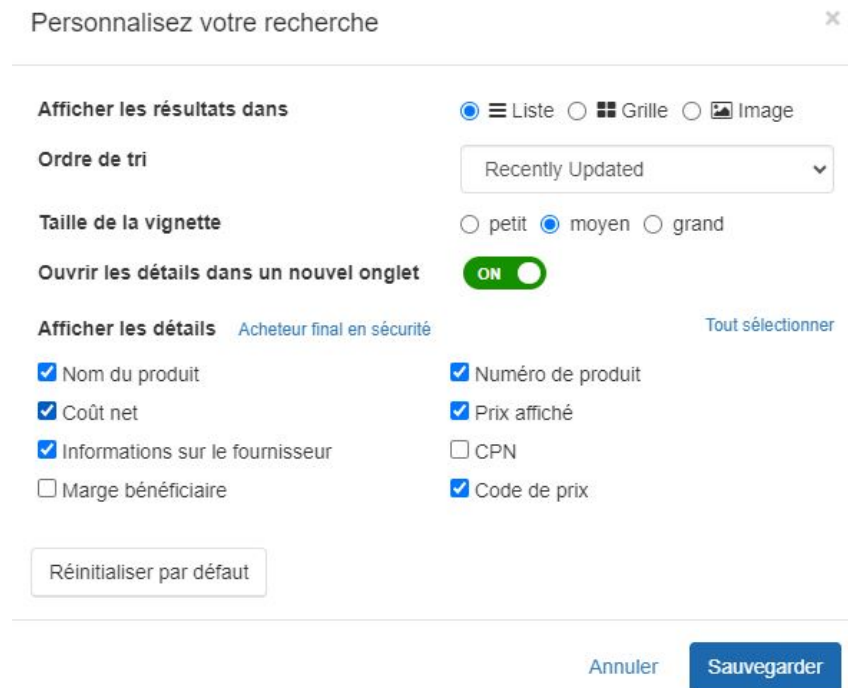 Personnalisez votre recherche
Afficher les résultats dans Liste Grille Image
Ordre de tri Recently Updated
Taille de la vignette petit moyen grand
Ouvrir les détails dans un nouvel onglet ON
Afficher les détails Acheteur final en sécurité Tout sélectionner
Nom du produit Numéro de produit
Coût net Prix affiché
Informations sur le fournisseur CPN
Marge bénéficiaire Code de prix
Réinitialiser par défaut
Annuler Sauvegarder